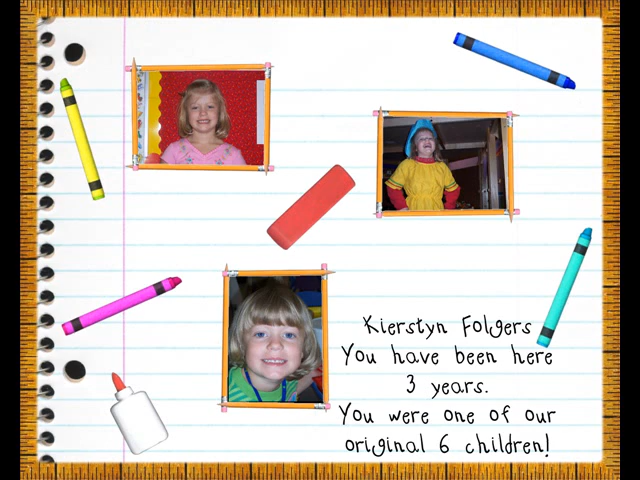 Kierstyn Folgers
You have been here
3 years.
You were one of our
original 6 children!